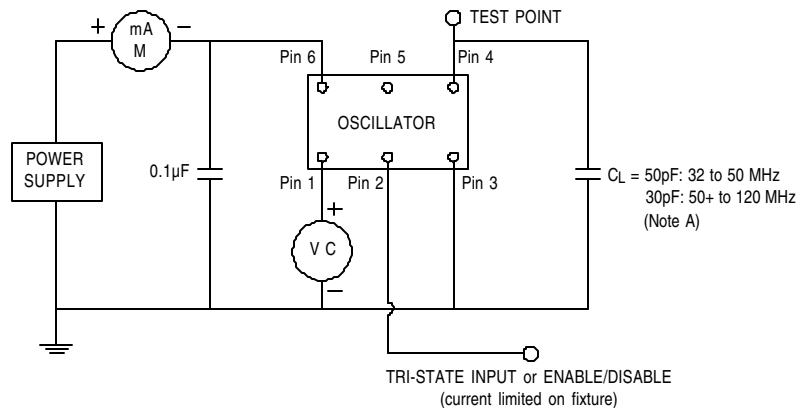 TEST POINT
+ mA −
M
Pin 6 Pin 5 Pin 4
OSCILLATOR
POWER
SUPPLY
0.1µF
Pin 1 Pin 2 Pin 3
CL = 50pF: 32 to 50 MHz
30pF: 50+ to 120 MHz
(Note A)
+
V C
−
TRI-STATE INPUT or ENABLE/DISABLE
(current limited on fixture)